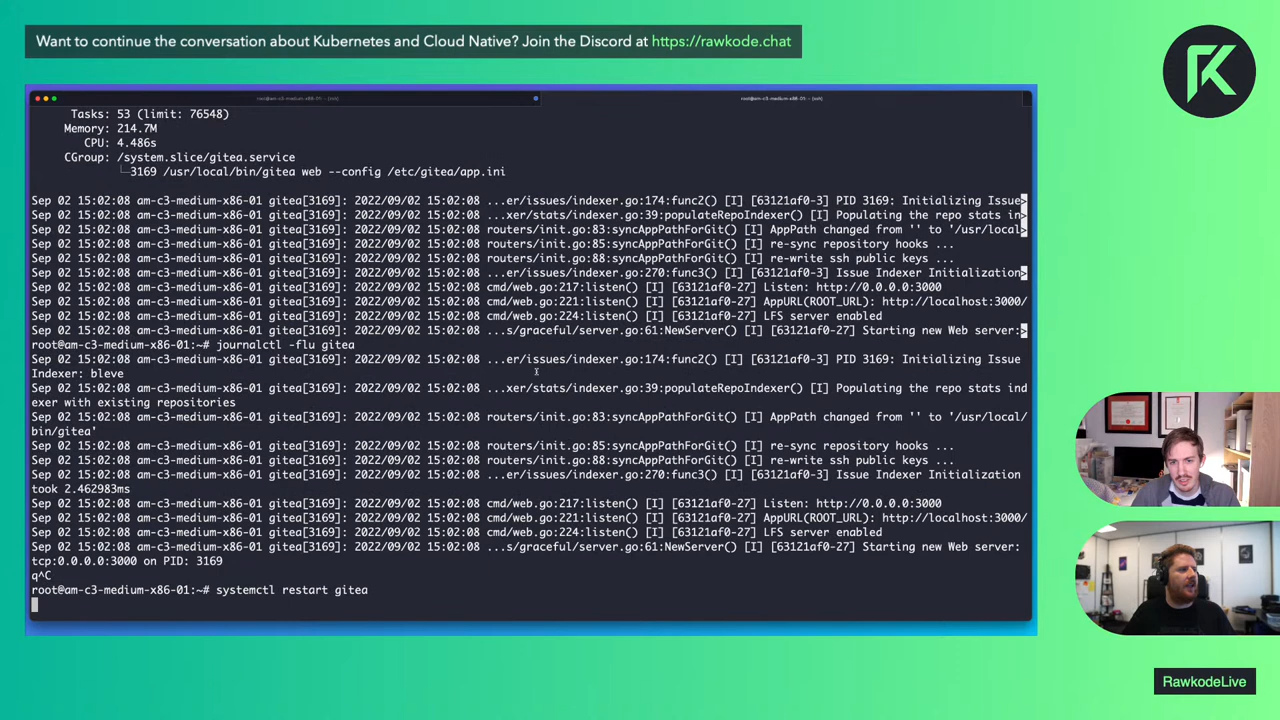 Want to continue the conversation about Kubernetes and Cloud Native? Join the Discord at https://rawkode.chat
Tasks: 53 (limit: 76548)
Memory: 214.7M
CPU: 4.486s
CGroup: /system.slice/gitea.service
└─3169 /usr/local/bin/gitea web --config /etc/gitea/app.ini
Sep 02 15:02:08 am-c3-medium-x86-01 gitea[3169]: 2022/09/02 15:02:08 ...er/issues/indexer.go:174:func2() [I] [63121af0-3] PID 3169: Initializing Issue>
Sep 02 15:02:08 am-c3-medium-x86-01 gitea[3169]: 2022/09/02 15:02:08 ...xer/stats/indexer.go:39:populateRepoIndexer() [I] Populating the repo stats in>
Sep 02 15:02:08 am-c3-medium-x86-01 gitea[3169]: 2022/09/02 15:02:08 routers/init.go:83:syncAppPathForGit() [I] AppPath changed from '' to '/usr/local>
Sep 02 15:02:08 am-c3-medium-x86-01 gitea[3169]: 2022/09/02 15:02:08 routers/init.go:85:syncAppPathForGit() [I] re-sync repository hooks ...
Sep 02 15:02:08 am-c3-medium-x86-01 gitea[3169]: 2022/09/02 15:02:08 routers/init.go:88:syncAppPathForGit() [I] re-write ssh public keys ...
Sep 02 15:02:08 am-c3-medium-x86-01 gitea[3169]: 2022/09/02 15:02:08 ...er/issues/indexer.go:270:func3() [I] [63121af0-3] Issue Indexer Initialization>
Sep 02 15:02:08 am-c3-medium-x86-01 gitea[3169]: 2022/09/02 15:02:08 cmd/web.go:217:listen() [I] [63121af0-27] Listen: http://0.0.0.0:3000
Sep 02 15:02:08 am-c3-medium-x86-01 gitea[3169]: 2022/09/02 15:02:08 cmd/web.go:221:listen() [I] [63121af0-27] AppURL(ROOT_URL): http://localhost:3000/
Sep 02 15:02:08 am-c3-medium-x86-01 gitea[3169]: 2022/09/02 15:02:08 cmd/web.go:224:listen() [I] [63121af0-27] LFS server enabled
Sep 02 15:02:08 am-c3-medium-x86-01 gitea[3169]: 2022/09/02 15:02:08 ...s/graceful/server.go:61:NewServer() [I] [63121af0-27] Starting new Web server:>
root@am-c3-medium-x86-01:~# journalctl -flu gitea
Sep 02 15:02:08 am-c3-medium-x86-01 gitea[3169]: 2022/09/02 15:02:08 ...er/issues/indexer.go:174:func2() [I] [63121af0-3] PID 3169: Initializing Issue
Indexer: bleve
Sep 02 15:02:08 am-c3-medium-x86-01 gitea[3169]: 2022/09/02 15:02:08 ...xer/stats/indexer.go:39:populateRepoIndexer() [I] Populating the repo stats ind
exer with existing repositories
Sep 02 15:02:08 am-c3-medium-x86-01 gitea[3169]: 2022/09/02 15:02:08 routers/init.go:83:syncAppPathForGit() [I] AppPath changed from '' to '/usr/local/
bin/gitea'
Sep 02 15:02:08 am-c3-medium-x86-01 gitea[3169]: 2022/09/02 15:02:08 routers/init.go:85:syncAppPathForGit() [I] re-sync repository hooks ...
Sep 02 15:02:08 am-c3-medium-x86-01 gitea[3169]: 2022/09/02 15:02:08 routers/init.go:88:syncAppPathForGit() [I] re-write ssh public keys ...
Sep 02 15:02:08 am-c3-medium-x86-01 gitea[3169]: 2022/09/02 15:02:08 ...er/issues/indexer.go:270:func3() [I] [63121af0-3] Issue Indexer Initialization
took 2.462983ms
Sep 02 15:02:08 am-c3-medium-x86-01 gitea[3169]: 2022/09/02 15:02:08 cmd/web.go:217:listen() [I] [63121af0-27] Listen: http://0.0.0.0:3000
Sep 02 15:02:08 am-c3-medium-x86-01 gitea[3169]: 2022/09/02 15:02:08 cmd/web.go:221:listen() [I] [63121af0-27] AppURL(ROOT_URL): http://localhost:3000/
Sep 02 15:02:08 am-c3-medium-x86-01 gitea[3169]: 2022/09/02 15:02:08 cmd/web.go:224:listen() [I] [63121af0-27] LFS server enabled
Sep 02 15:02:08 am-c3-medium-x86-01 gitea[3169]: 2022/09/02 15:02:08 ...s/graceful/server.go:61:NewServer() [I] [63121af0-27] Starting new Web server:
tcp:0.0.0.0:3000 on PID: 3169
q^C
root@am-c3-medium-x86-01:~# systemctl restart gitea
RawkodeLive